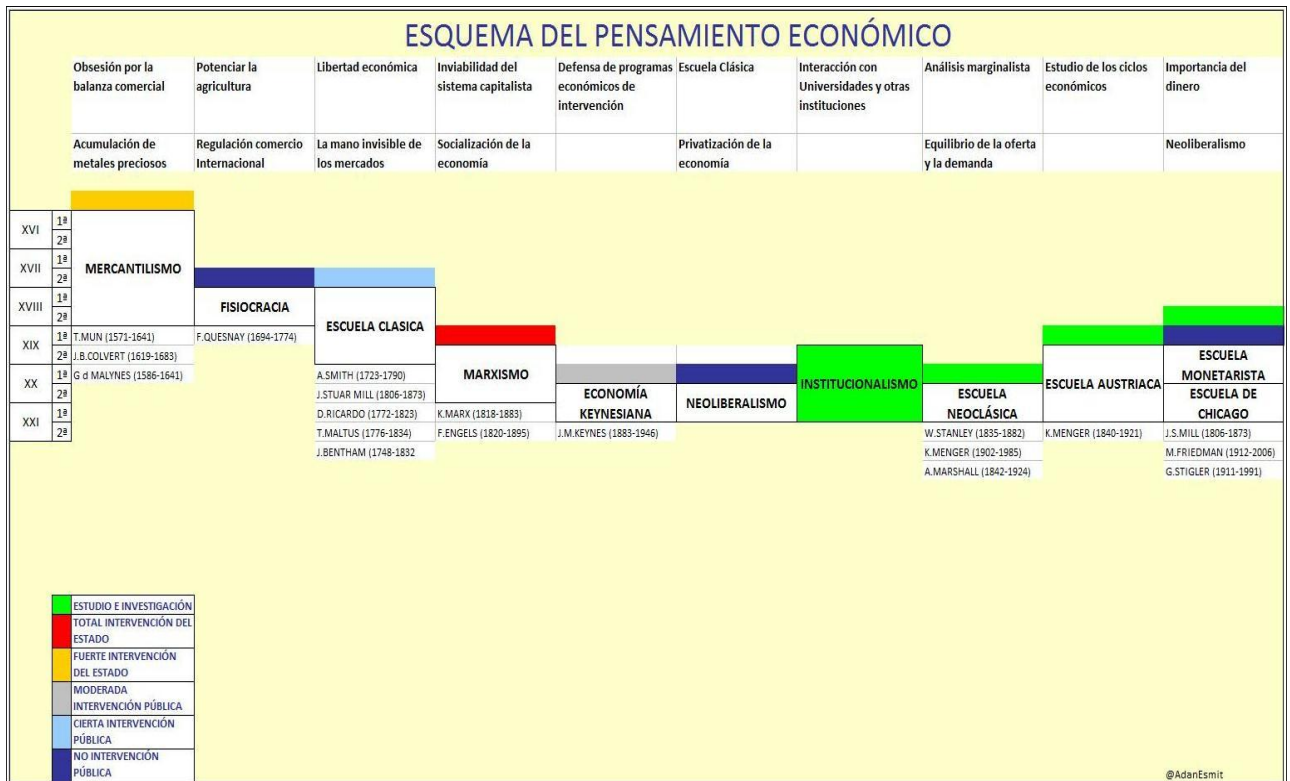 ESQUEMA DEL PENSAMIENTO ECONÓMICO
Obsesión por la
balanza comercial
Potenciar la
agricultura
Libertad económica
Inviabilidad del
sistema capitalista
Defensa de programas
económicos de
intervención
Escuela Clásica
Interacción con
Universidades y otras
instituciones
Análisis marginalista
Estudio de los ciclos
económicos
Importancia del
dinero
Acumulación de
metales preciosos
Regulación comercio
Internacional
La mano invisible de
los mercados
Socialización de la
economía
Privatización de la
economía
Equilibrio de la oferta
y la demanda
Neoliberalismo
XVI
1ª
2ª
XVII
1ª
2ª
XVIII
1ª
2ª
XIX
1ª
2ª
XX
1ª
2ª
XXI
1ª
2ª
MERCANTILISMO
T.MUN (1571-1641)
J.B.COLVERT (1619-1683)
G d MALYNES (1586-1641)
FISIOCRACIA
F.QUESNAY (1694-1774)
ESCUELA CLASICA
A.SMITH (1723-1790)
J.STUAR MILL (1806-1873)
D.RICARDO (1772-1823)
T.MALTUS (1776-1834)
J.BENTHAM (1748-1832
MARXISMO
K.MARX (1818-1883)
F.ENGELS (1820-1895)
ECONOMÍA
KEYNESIANA
J.M.KEYNES (1883-1946)
NEOLIBERALISMO
INSTITUCIONALISMO
ESCUELA
NEOCLÁSICA
W.STANLEY (1835-1882)
K.MENGER (1902-1985)
A.MARSHALL (1842-1924)
ESCUELA AUSTRIACA
K.MENGER (1840-1921)
ESCUELA
MONETARISTA
ESCUELA DE
CHICAGO
J.S.MILL (1806-1873)
M.FRIEDMAN (1912-2006)
G.STIGLER (1911-1991)
ESTUDIO E INVESTIGACIÓN
TOTAL INTERVENCIÓN DEL
ESTADO
FUERTE INTERVENCIÓN
DEL ESTADO
MODERADA
INTERVENCIÓN PÚBLICA
CIERTA INTERVENCIÓN
PÚBLICA
NO INTERVENCIÓN
PÚBLICA
@AdanEsmit